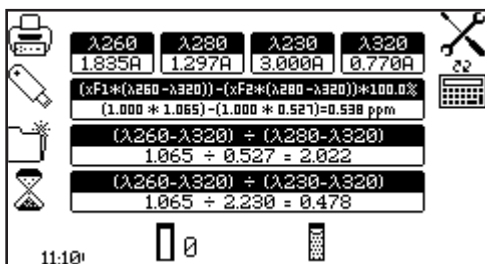 λ260 λ280 λ230 λ320
1.835A 1.297A 3.000A 0.770A
(xF1*(λ260-λ320))-(xF2*(λ280-λ320))*100.0%
(1.000 * 1.065)-(1.000 * 0.527)=0.538 ppm
(λ260-λ320) ÷ (λ280-λ320)
1.065 ÷ 0.527 = 2.022
(λ260-λ320) ÷ (λ230-λ320)
1.065 ÷ 2.230 = 0.478
0
11:10